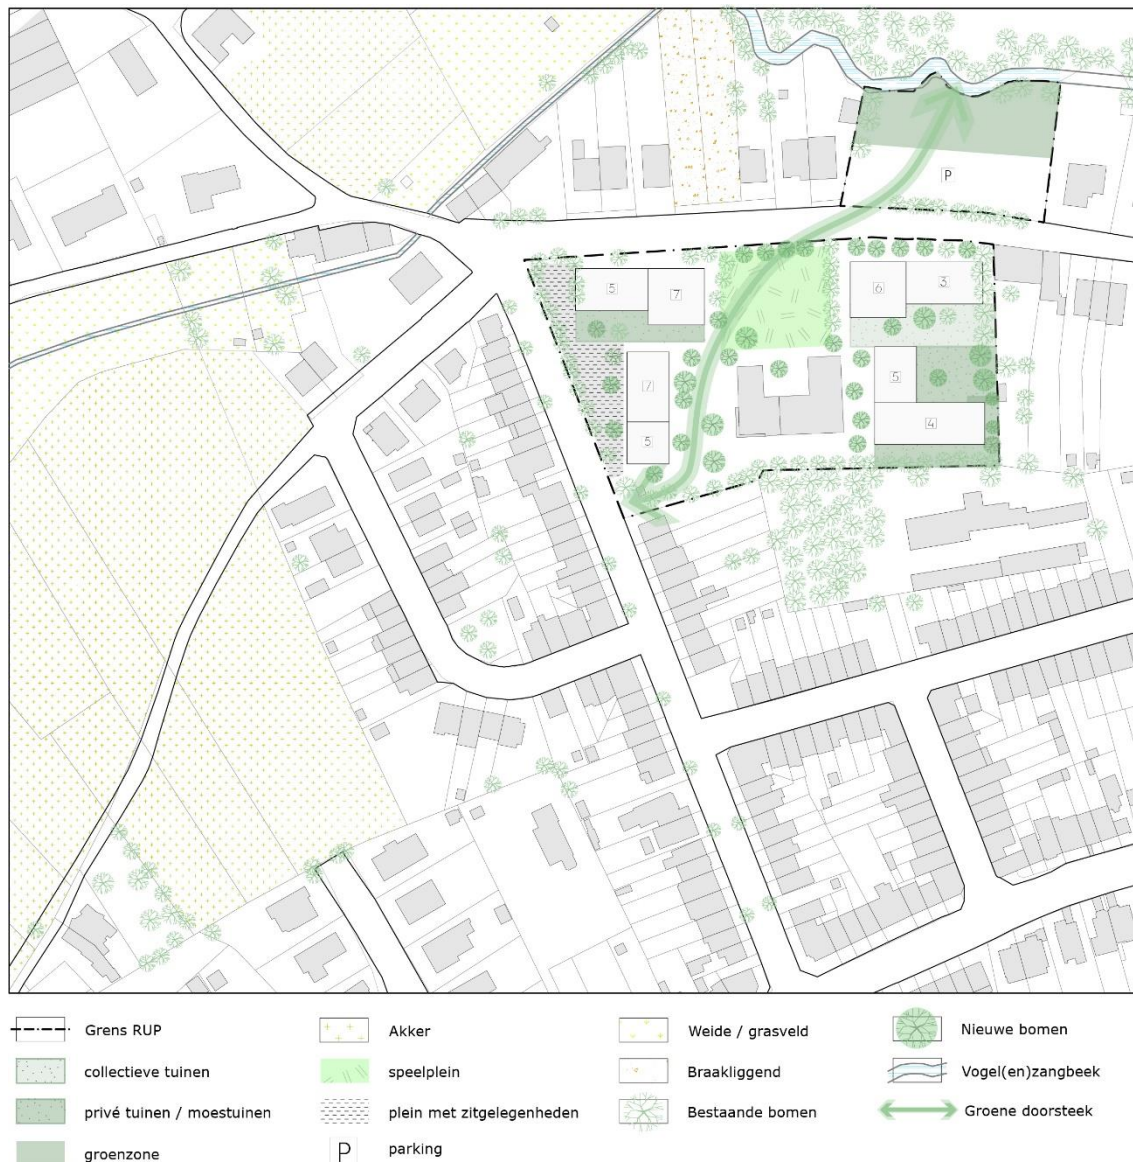 P
5
7
6
3
7
5
5
4
Grens RUP
Akker
Weide / grasveld
Nieuwe bomen
collectieve tuinen
speelplein
Braakliggend
Vogel(en)zangbeek
privé tuinen / moestuinen
plein met zitgelegenheden
Bestaande bomen
Groene doorsteek
groenzone
P
parking